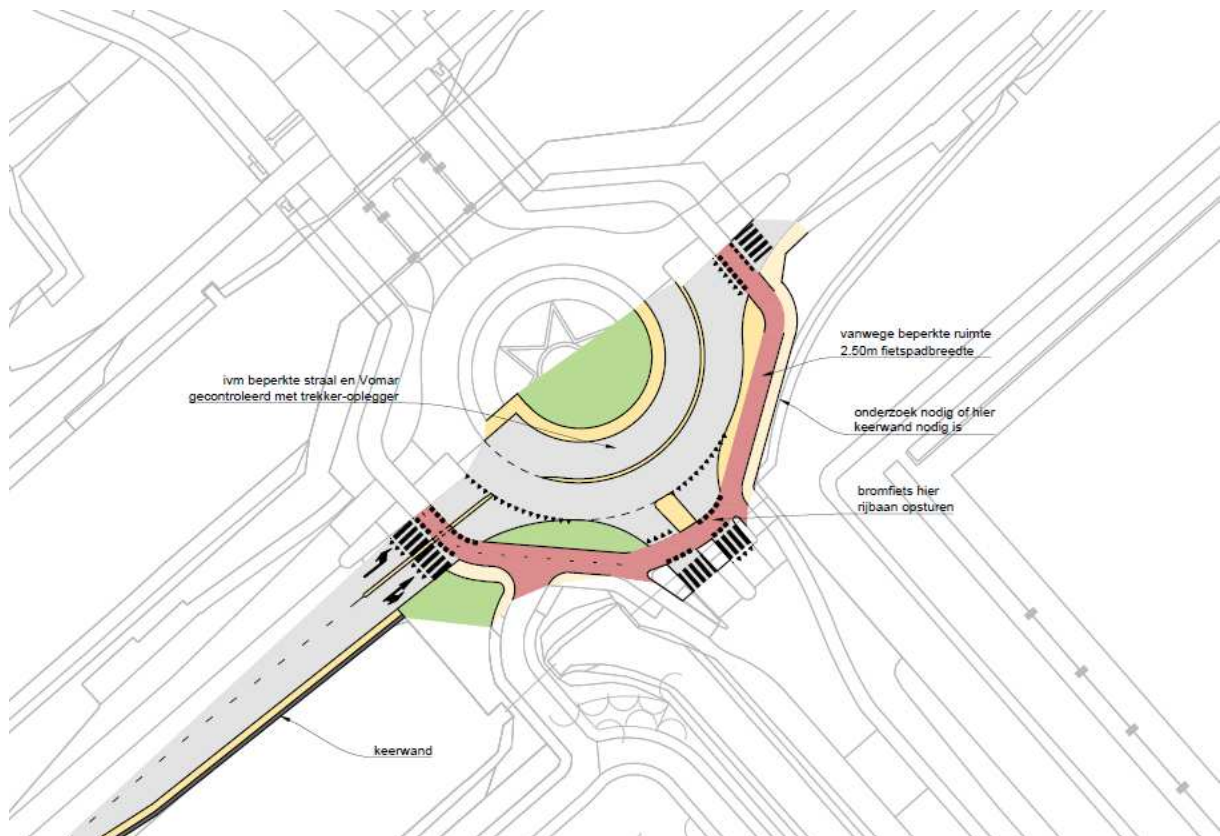 vanwege beperkte ruimte
2.50m fietspadbreedte
ivm beperkte straal en Vomar
gecontroleerd met trekker-oplegger
onderzoek nodig of hier
keerwand nodig is
bromfiets hier
rijbaan opsturen
keerwand